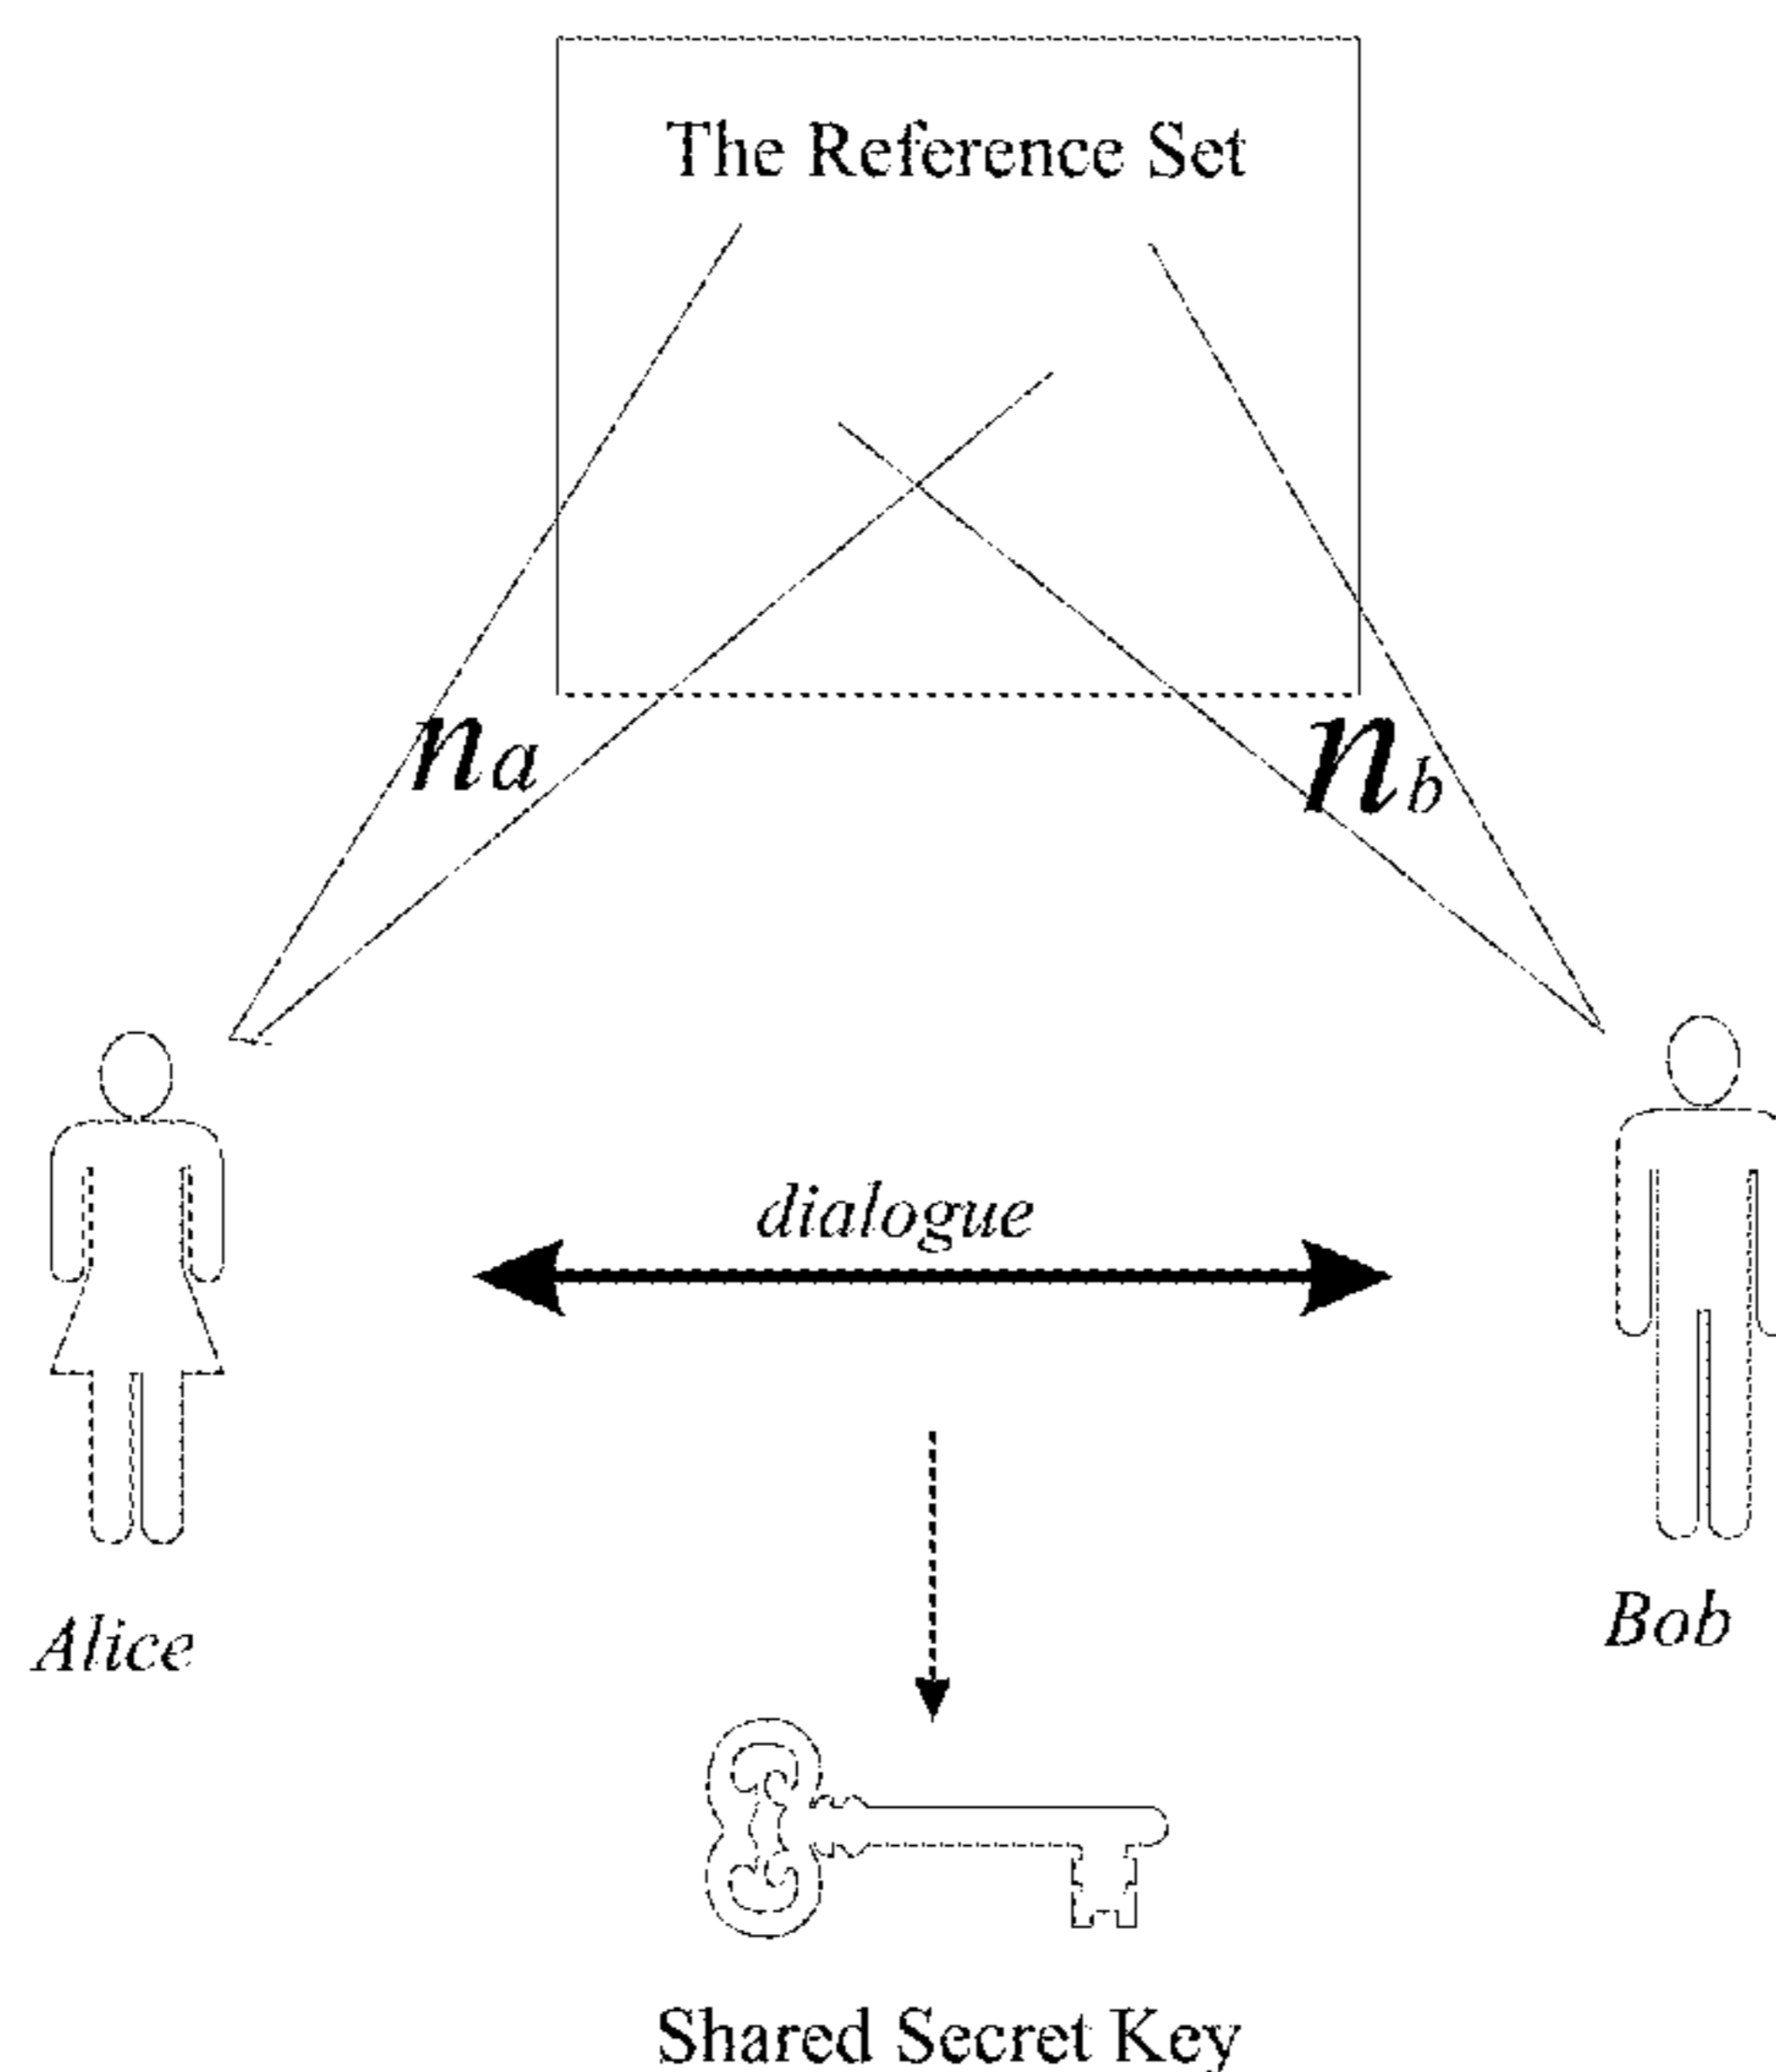 The Reference Set
na
nb
dialogue
Alice
Bob
Shared Secret Key